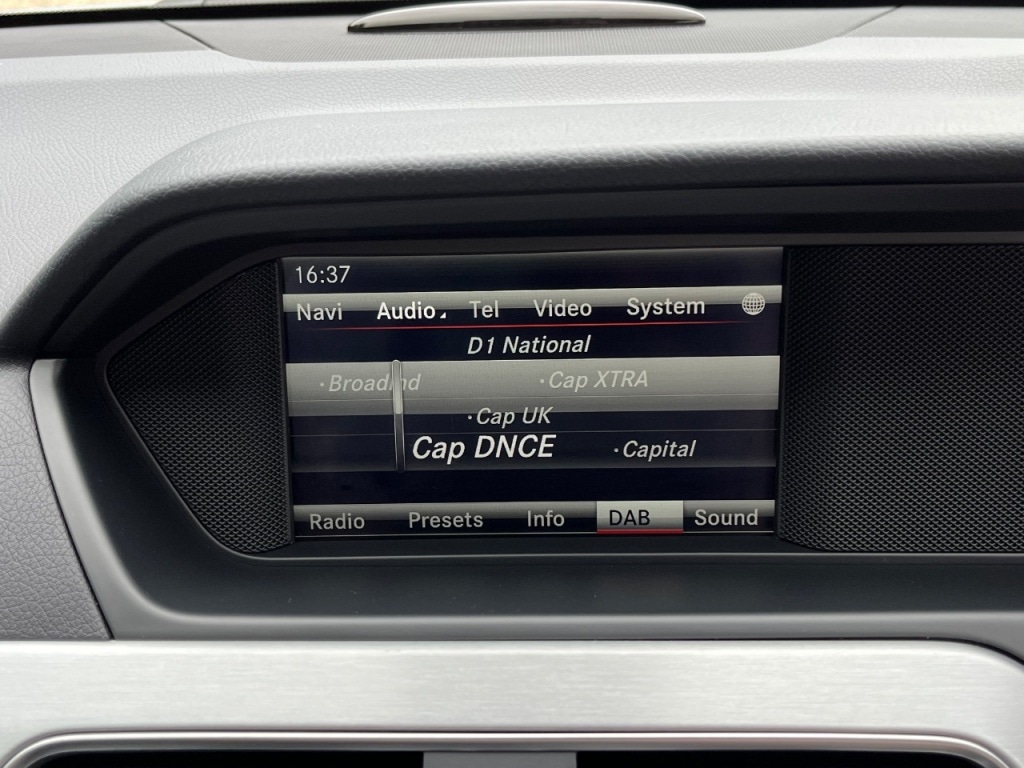 16:37
Navi Audio Tel Video System
D1 National
·Cap XTRA
·Cap UK
Cap DNCE ·Capital
Radio Presets Info DAB Sound